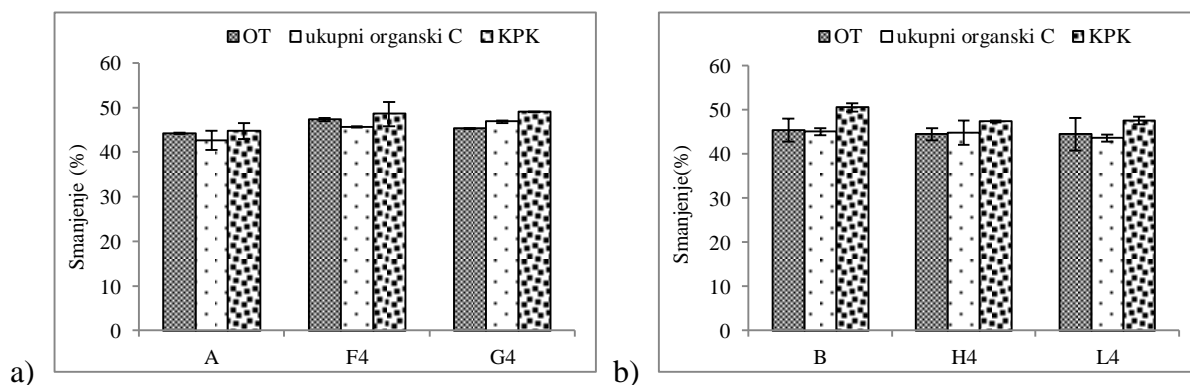 OT ukupni organski C KPK
60
50
40
30
20
10
0
Smanjenje (%)
A F4 G4
a)
OT ukupni organski C KPK
60
50
40
30
20
10
0
Smanjenje(%)
B H4 L4
b)